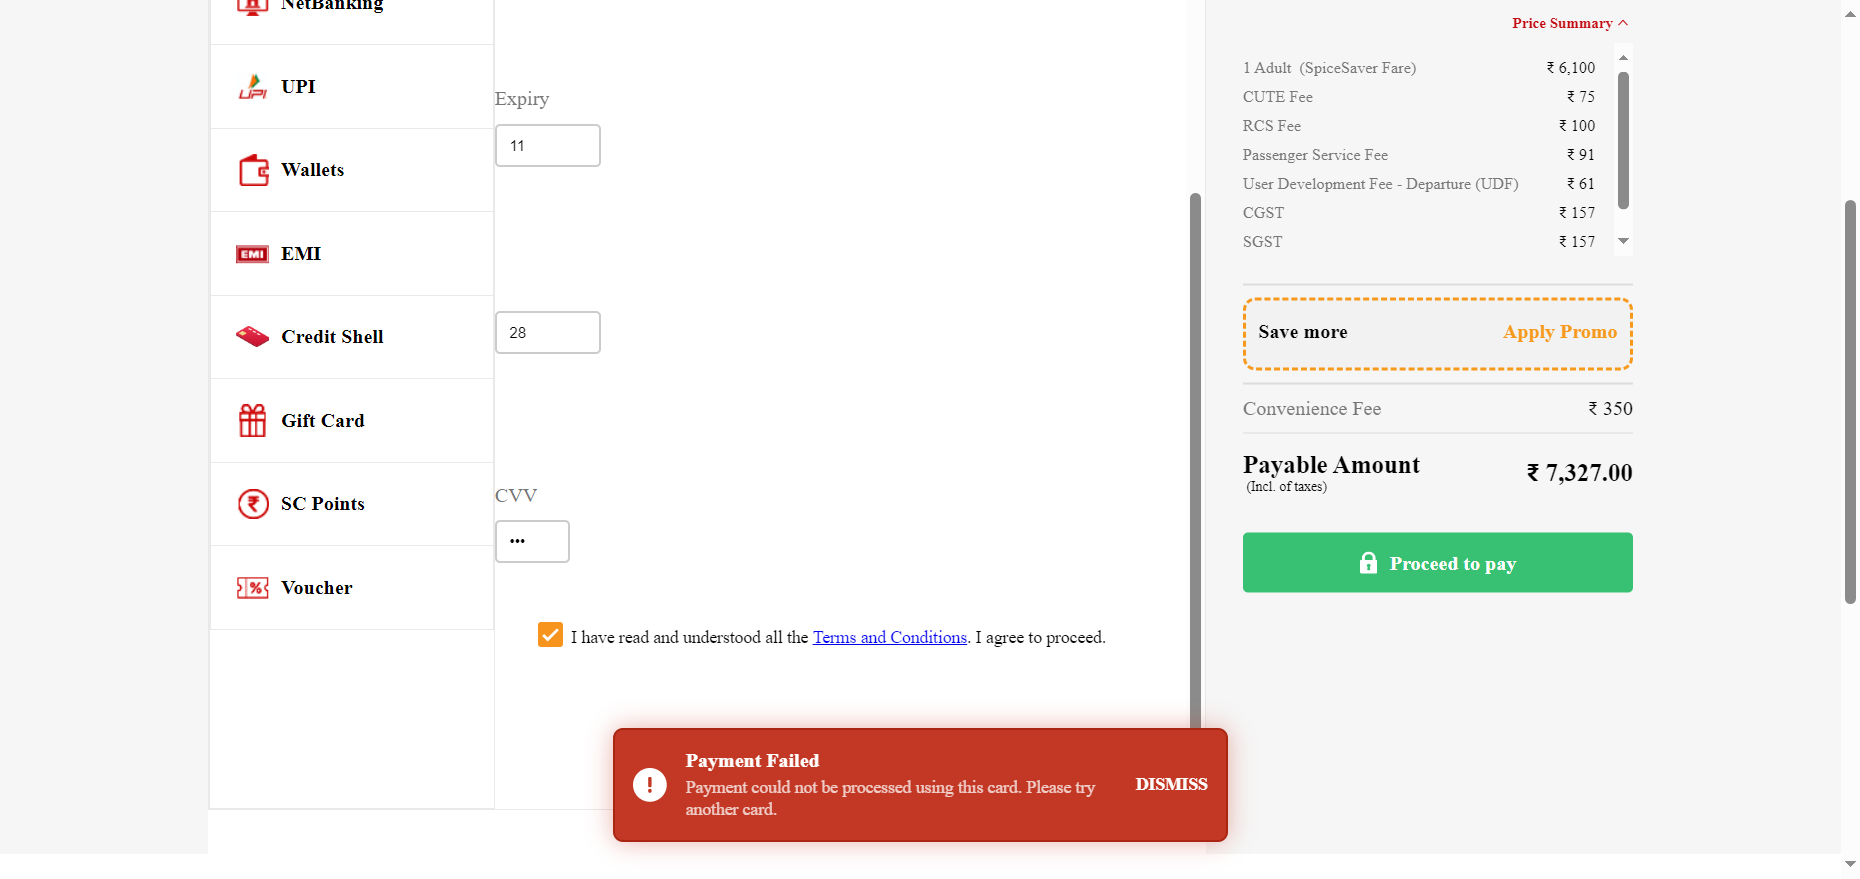 NetBanking
UPI
Wallets
EMI
EMI
Credit Shell
Gift Card
SC Points
Voucher
Expiry
11
28
CVV
•••
I have read and understood all the Terms and Conditions. I agree to proceed.
Price Summary
1 Adult (SpiceSaver Fare) ₹ 6,100
CUTE Fee ₹ 75
RCS Fee ₹ 100
Passenger Service Fee ₹ 91
User Development Fee - Departure (UDF) ₹ 61
CGST ₹ 157
SGST ₹ 157
Save more Apply Promo
Convenience Fee ₹ 350
Payable Amount ₹ 7,327.00
(Incl. of taxes)
Proceed to pay
Payment Failed
Payment could not be processed using this card. Please try
another card.
DISMISS